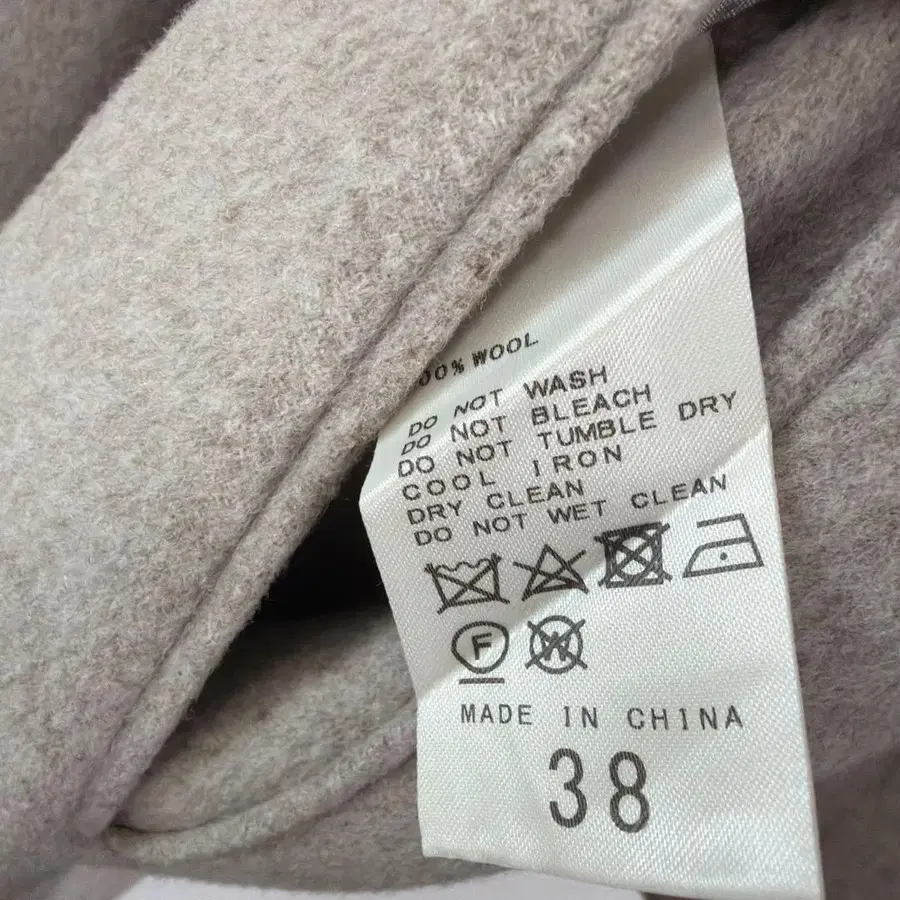 00% WOOL
DO NOT WASH
DO NOT BLEACH
DO NOT TUMBLE DRY
COOL IRON
DRY CLEAN
DO NOT WET CLEAN
F W
MADE IN CHINA
38